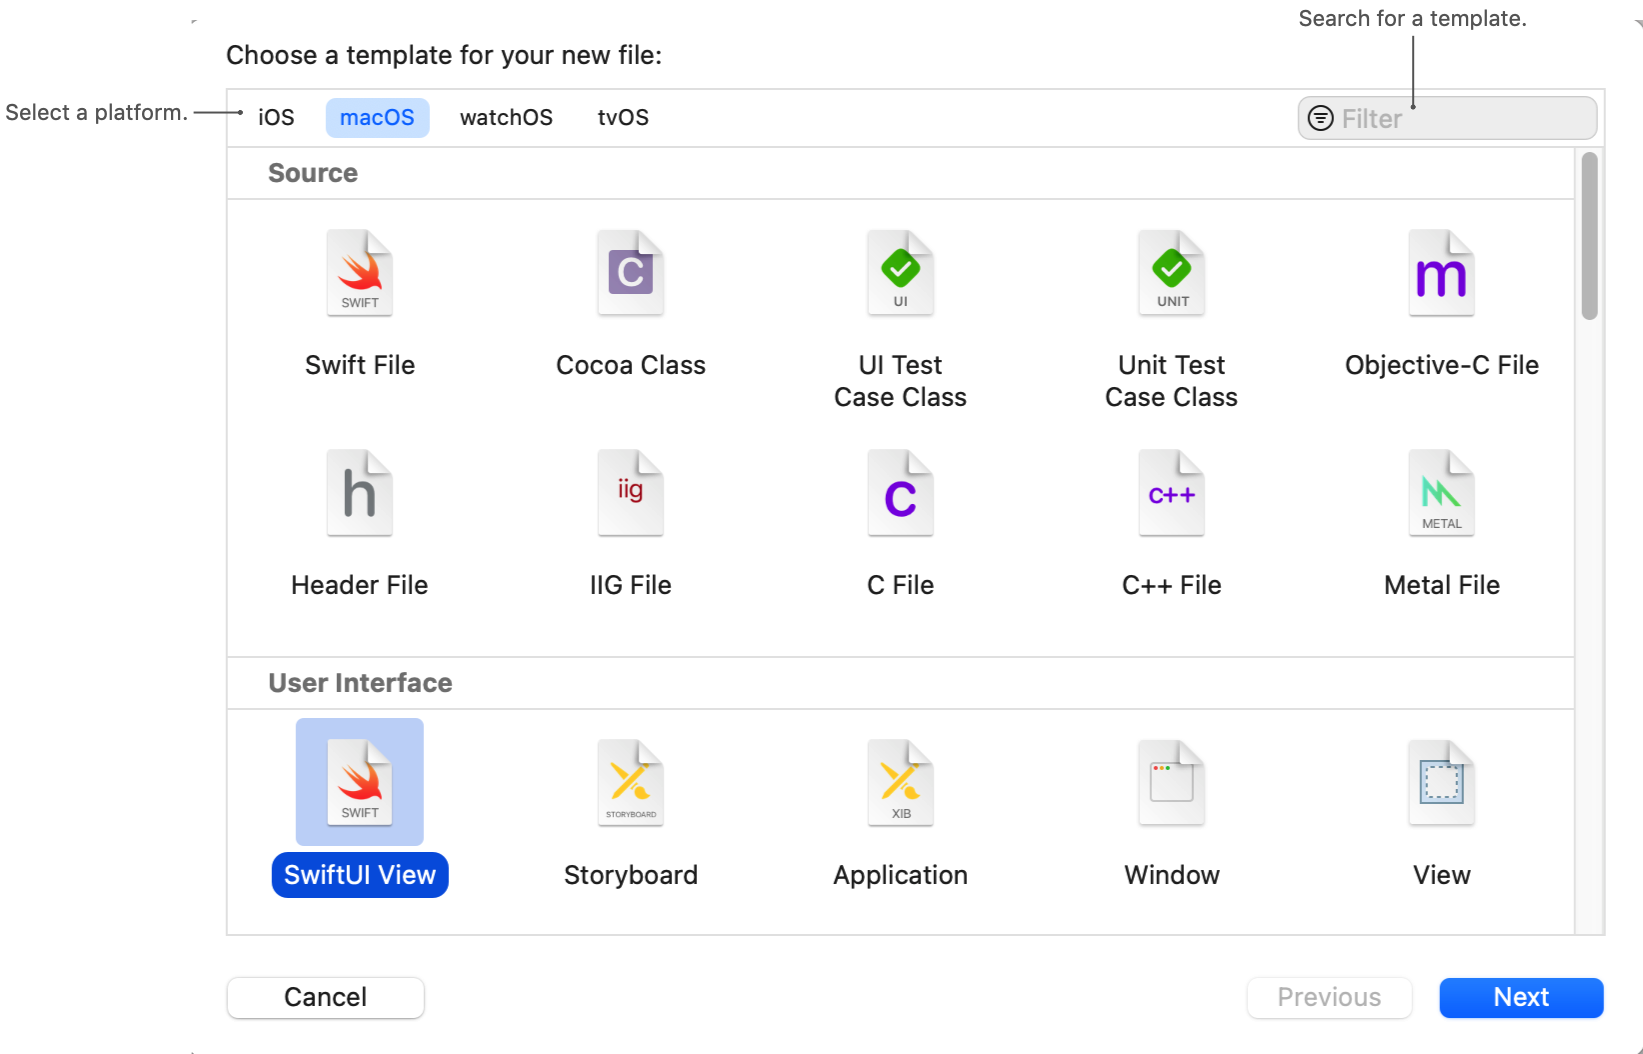 Search for a template.
Choose a template for your new file:
Select a platform.
iOS macOS watchOS tvOS
Filter
Source
SWIFT
C
UI
UNIT
m
Swift File
Cocoa Class
UI Test
Case Class
Unit Test
Case Class
Objective-C File
h
iig
C
C++
METAL
Header File
IIG File
C File
C++ File
Metal File
User Interface
SWIFT
STORYBOARD
XIB
SwiftUI View
Storyboard
Application
Window
View
Cancel
Previous
Next